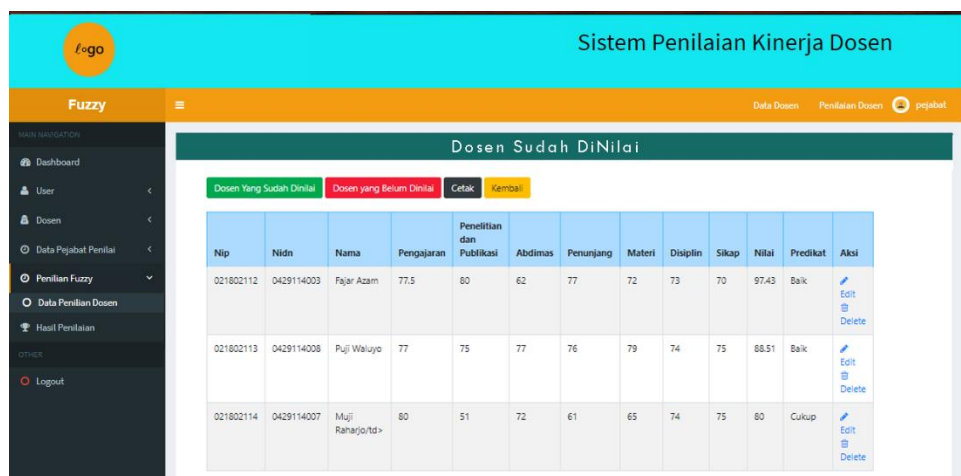 logo
Sistem Penilaian Kinerja Dosen
Fuzzy
Data Dosen Penilaian Dosen pejabat
MAIN NAVIGATION
Dashboard
User
Dosen
Data Pejabat Penilai
Penilian Fuzzy
Data Penilian Dosen
Hasil Penilaian
OTHER
Logout
Dosen Sudah DiNilai
Dosen Yang Sudah Dinilai Dosen yang Belum Dinilai Cetak Kembali
Nip Nidn Nama Pengajaran Penelitian dan Publikasi Abdimas Penunjang Materi Disiplin Sikap Nilai Predikat Aksi
021802112 0429114003 Fajar Azam 77.5 80 62 77 72 73 70 97.43 Baik Edit Delete
021802113 0429114008 Puji Waluyo 77 75 77 76 79 74 75 88.51 Baik Edit Delete
021802114 0429114007 Muji Raharjo/td> 80 51 72 61 65 74 75 80 Cukup Edit Delete